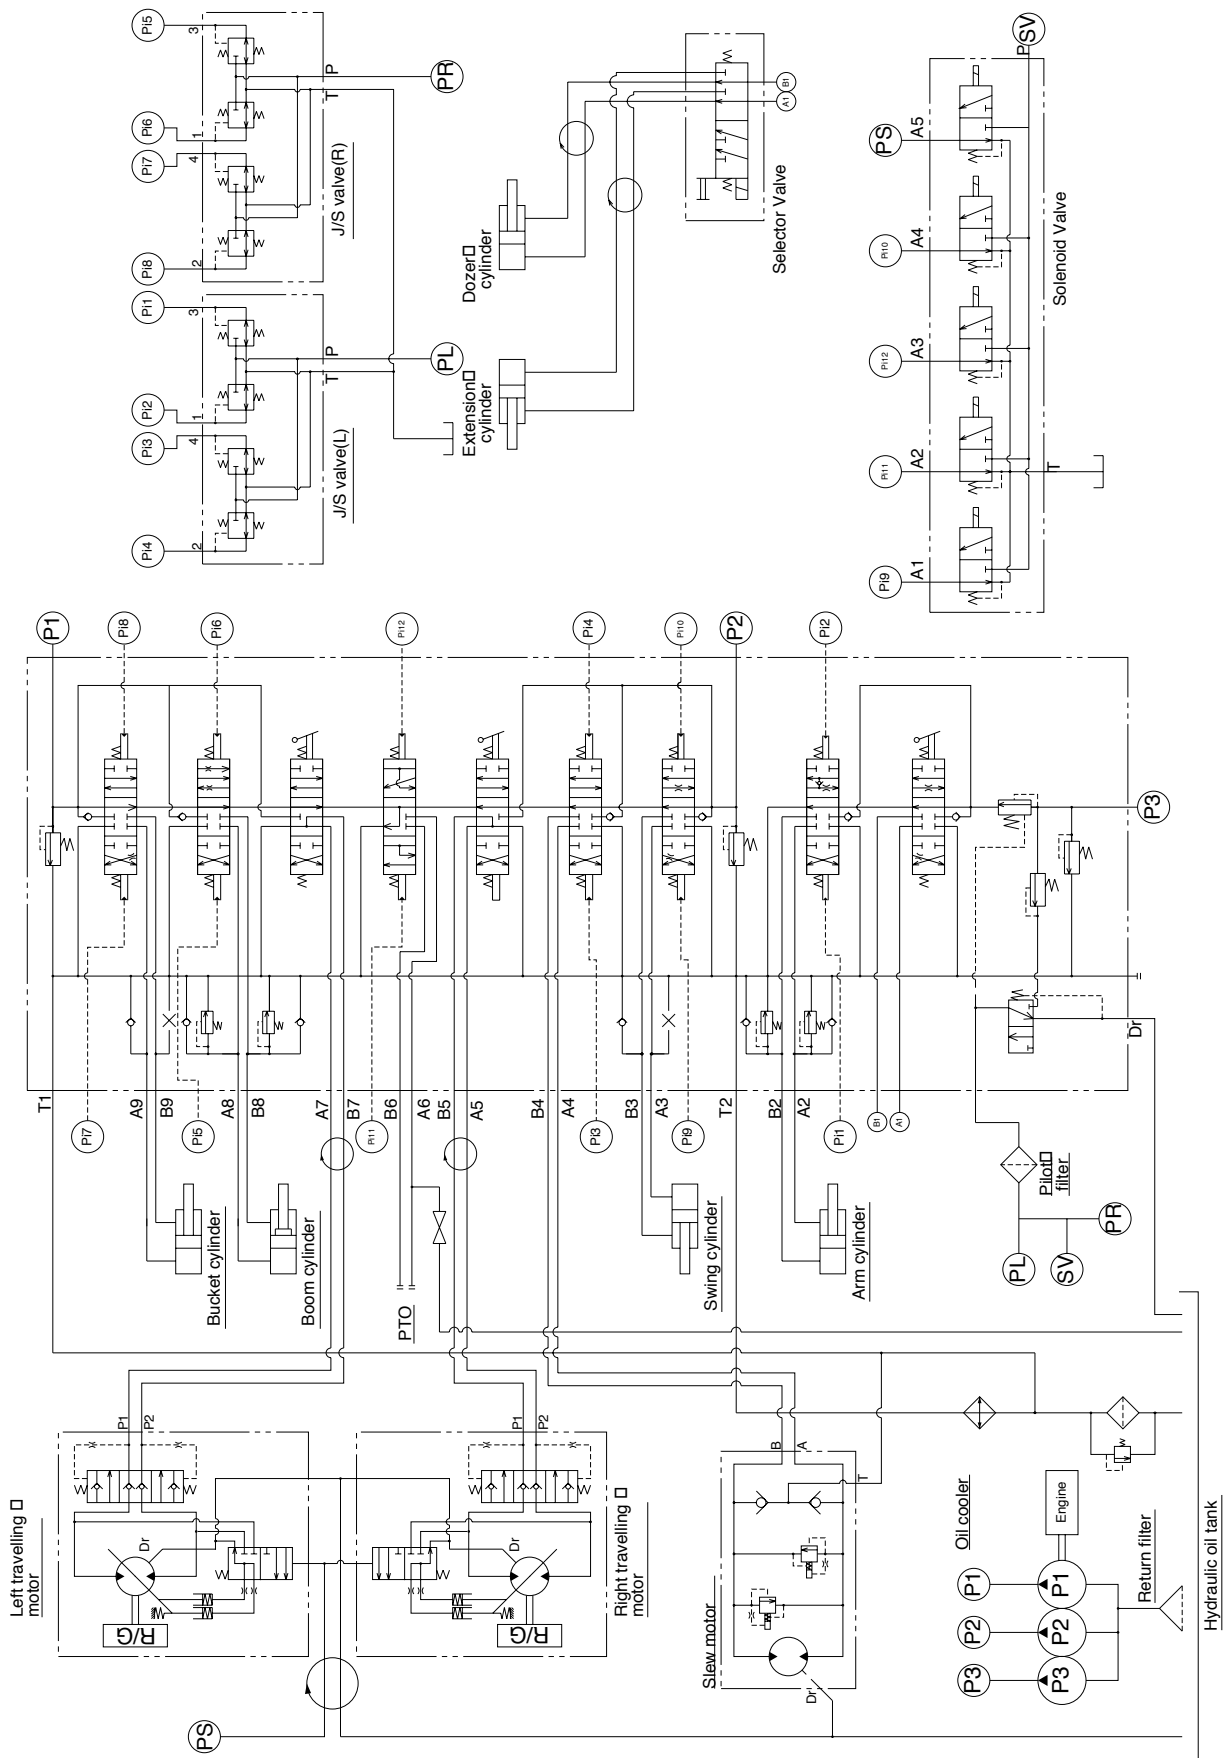 Pi5
3
P
PR
Pi6
1
T
Pi7
4
J/S valve(R)
Pi8
2
Pi1
3
P
PL
Pi2
1
T
Pi3
4
J/S valve(L)
Pi4
2
Dozer□
cylinder
Extension□
cylinder
B1
A1
Selector Valve
SV
P
PS
A5
Pi10
A4
Pi12
A3
Pi11
A2
Pi9
A1
T
Solenoid Valve
P1
Pi8
Pi6
Pi12
Pi4
Pi10
P2
Pi2
P3
T1
A9
B9
A8
B8
A7
B7
B6
A6
B5
A5
B4
A4
B3
A3
T2
B2
A2
Dr
Pi7
Pi5
Pi11
Pi3
Pi9
Pi1
B1
A1
Bucket cylinder
Boom cylinder
PTO
Swing cylinder
Arm cylinder
Pilot□
filter
PL
SV
PR
Left travelling □
motor
P1
P2
Dr
R/G
Right travelling □
motor
P1
P2
Dr
R/G
PS
Slew motor
B
A
T
Dr
Oil cooler
Return filter
Hydraulic oil tank
Engine
P1
P2
P3
P1
P2
P3